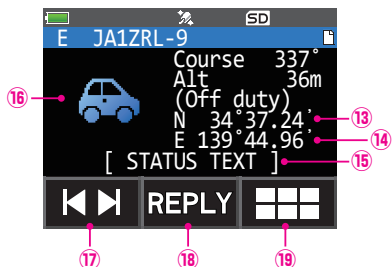 SD
E JA1ZRL-9
Course 337°
Alt 36m
(Off duty)
N 34°37.24' ⑬
E 139°44.96' ⑭
[ STATUS TEXT ] ⑮
⑯
REPLY
⑰ ⑱ ⑲